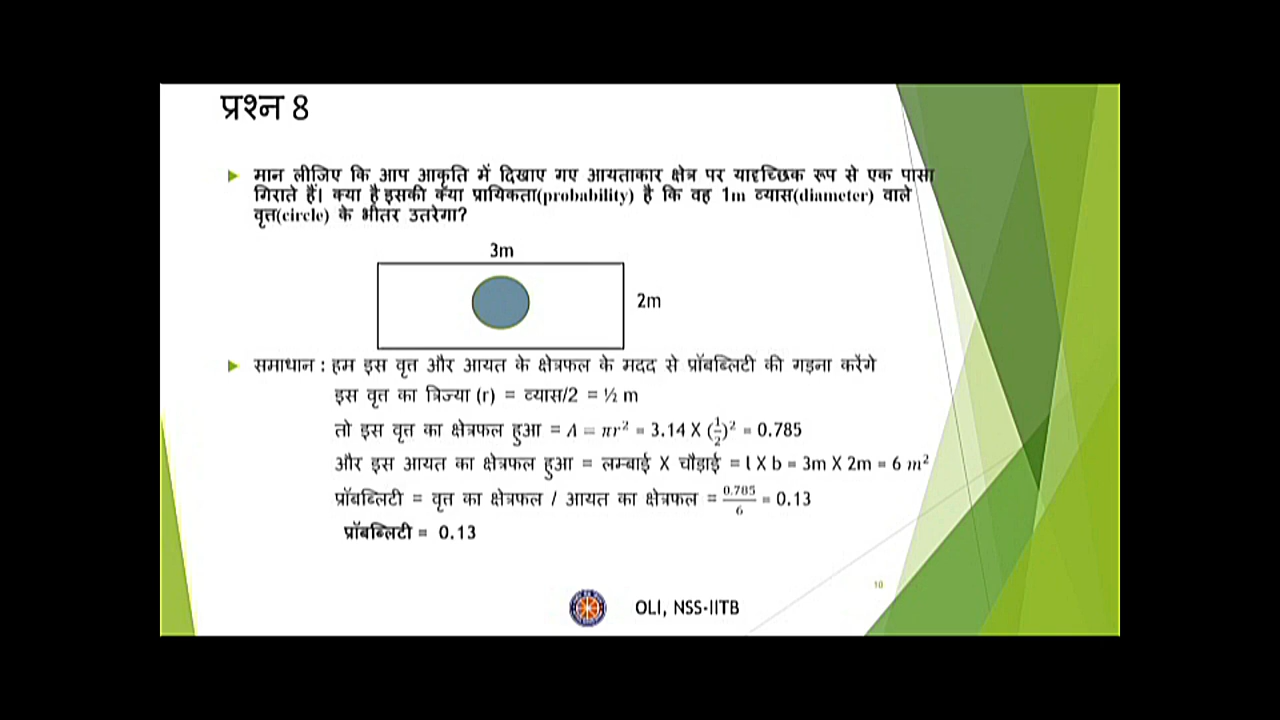 प्रश्न 8
मान लीजिए कि आप आकृति में दिखाए गए आयताकार क्षेत्र पर यादृच्छिक रूप से एक पासा
गिराते हैं। क्या है इसकी क्या प्रायिकता(probability) है कि वह 1m व्यास(diameter) वाले
वृत्त(circle) के भीतर उतरेगा?
3m
2m
समाधान : हम इस वृत्त और आयत के क्षेत्रफल के मदद से प्रॉबब्लिटी की गड़ना करेंगे
इस वृत्त का त्रिज्या (r) = व्यास/2 = ½ m
तो इस वृत्त का क्षेत्रफल हुआ = A = πr² = 3.14 X (1/2)² = 0.785
और इस आयत का क्षेत्रफल हुआ = लम्बाई X चौड़ाई = l X b = 3m X 2m = 6 m²
प्रॉबब्लिटी = वृत्त का क्षेत्रफल / आयत का क्षेत्रफल = 0.785/6 = 0.13
प्रॉबब्लिटी = 0.13
10
OLI, NSS-IITB